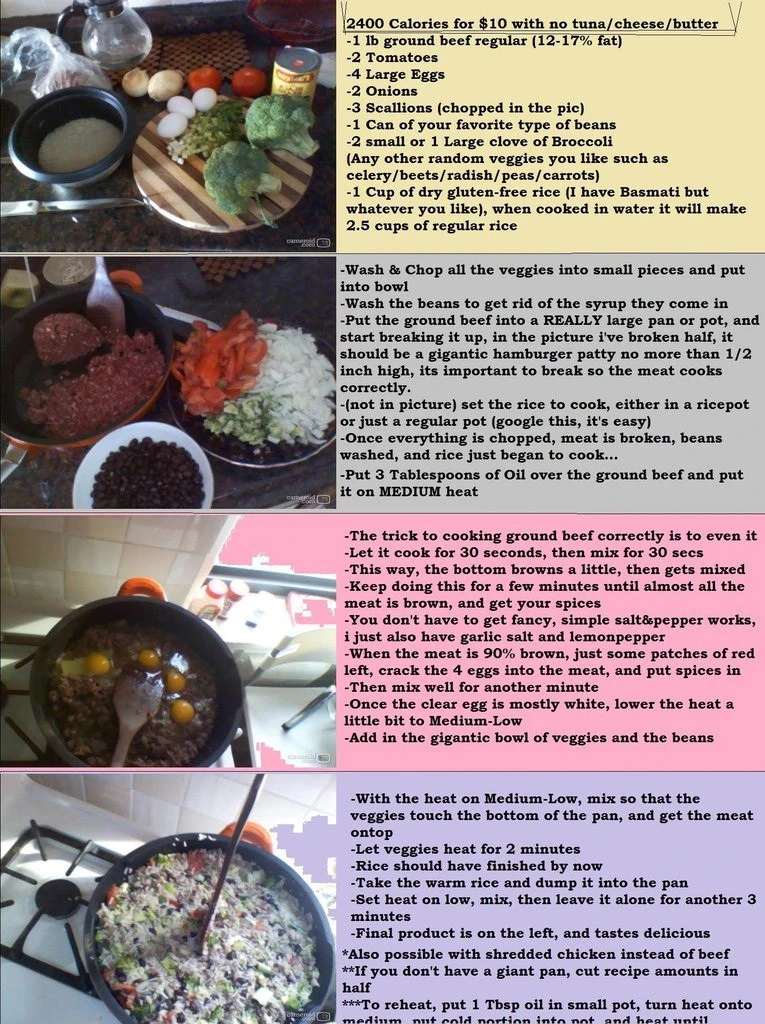 2400 Calories for $10 with no tuna/cheese/butter
-1 lb ground beef regular (12-17% fat)
-2 Tomatoes
-4 Large Eggs
-2 Onions
-3 Scallions (chopped in the pic)
-1 Can of your favorite type of beans
-2 small or 1 Large clove of Broccoli
(Any other random veggies you like such as
celery/beets/radish/peas/carrots)
-1 Cup of dry gluten-free rice (I have Basmati but
whatever you like), when cooked in water it will make
2.5 cups of regular rice
cameroid
.com
-Wash & Chop all the veggies into small pieces and put
into bowl
-Wash the beans to get rid of the syrup they come in
-Put the ground beef into a REALLY large pan or pot, and
start breaking it up, in the picture i've broken half, it
should be a gigantic hamburger patty no more than 1/2
inch high, its important to break so the meat cooks
correctly.
-(not in picture) set the rice to cook, either in a ricepot
or just a regular pot (google this, it's easy)
-Once everything is chopped, meat is broken, beans
washed, and rice just began to cook...
-Put 3 Tablespoons of Oil over the ground beef and put
it on MEDIUM heat
cameroid
.com
-The trick to cooking ground beef correctly is to even it
-Let it cook for 30 seconds, then mix for 30 secs
-This way, the bottom browns a little, then gets mixed
-Keep doing this for a few minutes until almost all the
meat is brown, and get your spices
-You don't have to get fancy, simple salt&pepper works,
i just also have garlic salt and lemonpepper
-When the meat is 90% brown, just some patches of red
left, crack the 4 eggs into the meat, and put spices in
-Then mix well for another minute
-Once the clear egg is mostly white, lower the heat a
little bit to Medium-Low
-Add in the gigantic bowl of veggies and the beans
cameroid
.com
-With the heat on Medium-Low, mix so that the
veggies touch the bottom of the pan, and get the meat
ontop
-Let veggies heat for 2 minutes
-Rice should have finished by now
-Take the warm rice and dump it into the pan
-Set heat on low, mix, then leave it alone for another 3
minutes
-Final product is on the left, and tastes delicious
*Also possible with shredded chicken instead of beef
**If you don't have a giant pan, cut recipe amounts in
half
***To reheat, put 1 Tbsp oil in small pot, turn heat onto
medium, put cold portion into pot, and heat until
cameroid
.com